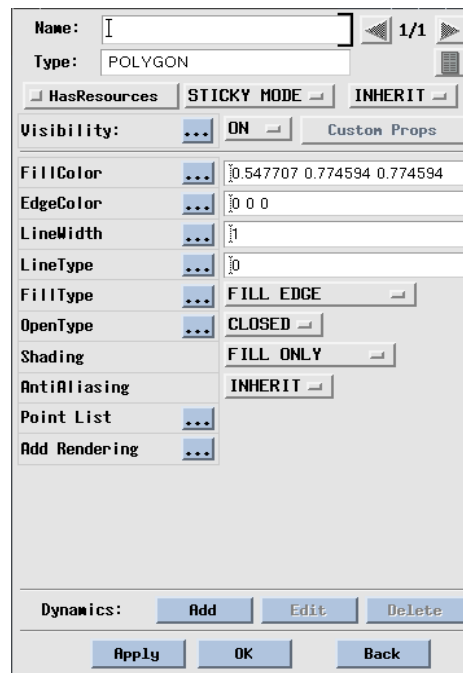 Name:
1/1
Type: POLYGON
HasResources STICKY MODE INHERIT
Visibility: ... ON Custom Props
FillColor ... 0.547707 0.774594 0.774594
EdgeColor ... 0 0 0
LineWidth ... 1
LineType ... 0
FillType ... FILL EDGE
OpenType ... CLOSED
Shading FILL ONLY
AntiAliasing INHERIT
Point List ...
Add Rendering ...
Dynamics: Add Edit Delete
Apply OK Back